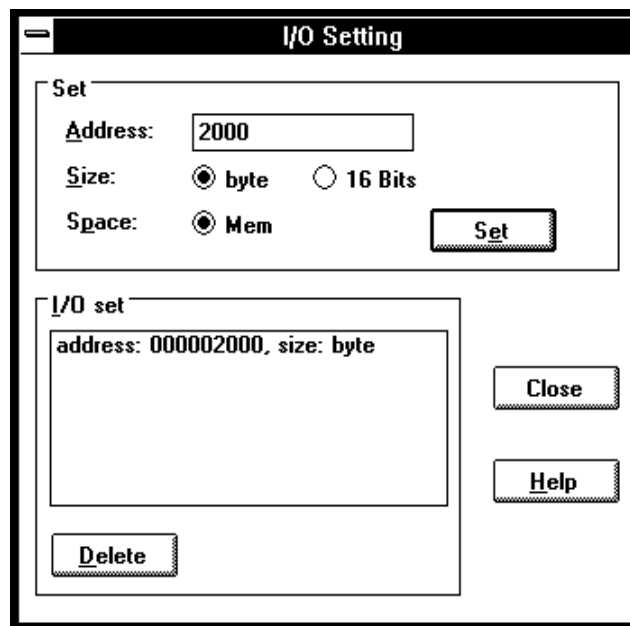 I/O Setting
Set
Address: 2000
Size: byte 16 Bits
Space: Mem
Set
I/O set
address: 000002000, size: byte
Close
Help
Delete